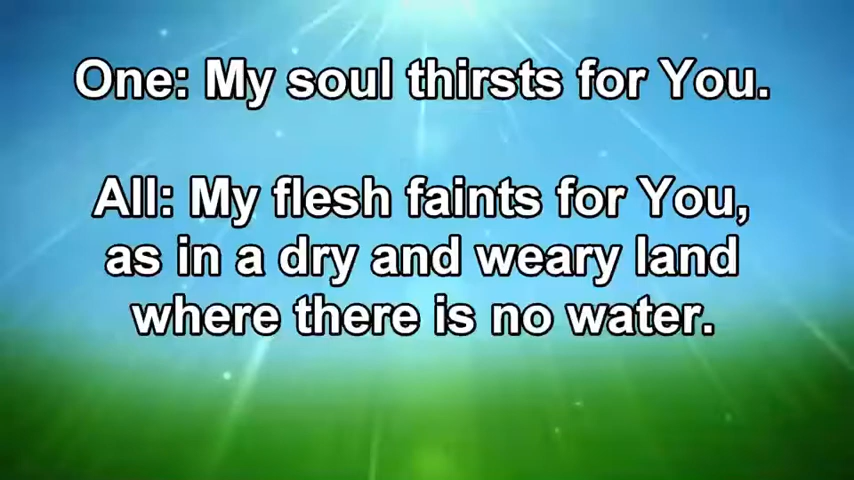 One: My soul thirsts for You.
All: My flesh faints for You,
as in a dry and weary land
where there is no water.